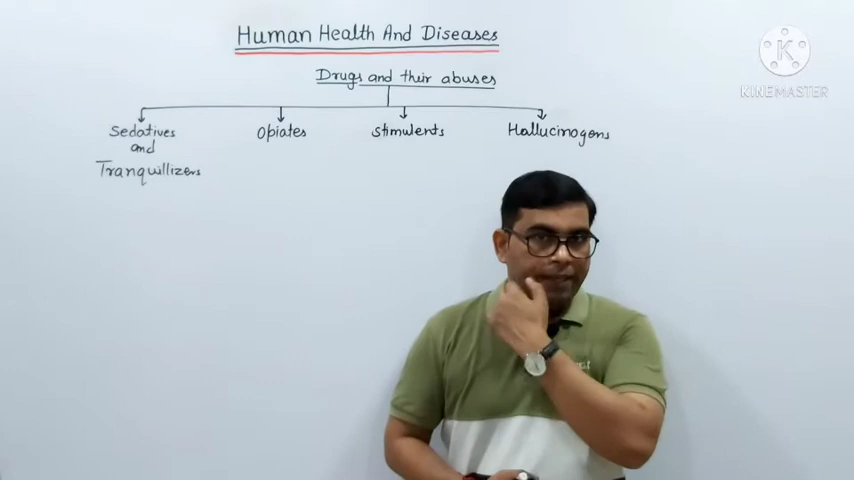 Human Health And Diseases
Drugs and their abuses
Sedatives and Tranquillizers
Opiates
stimulents
Hallucinogens
KINEMASTER